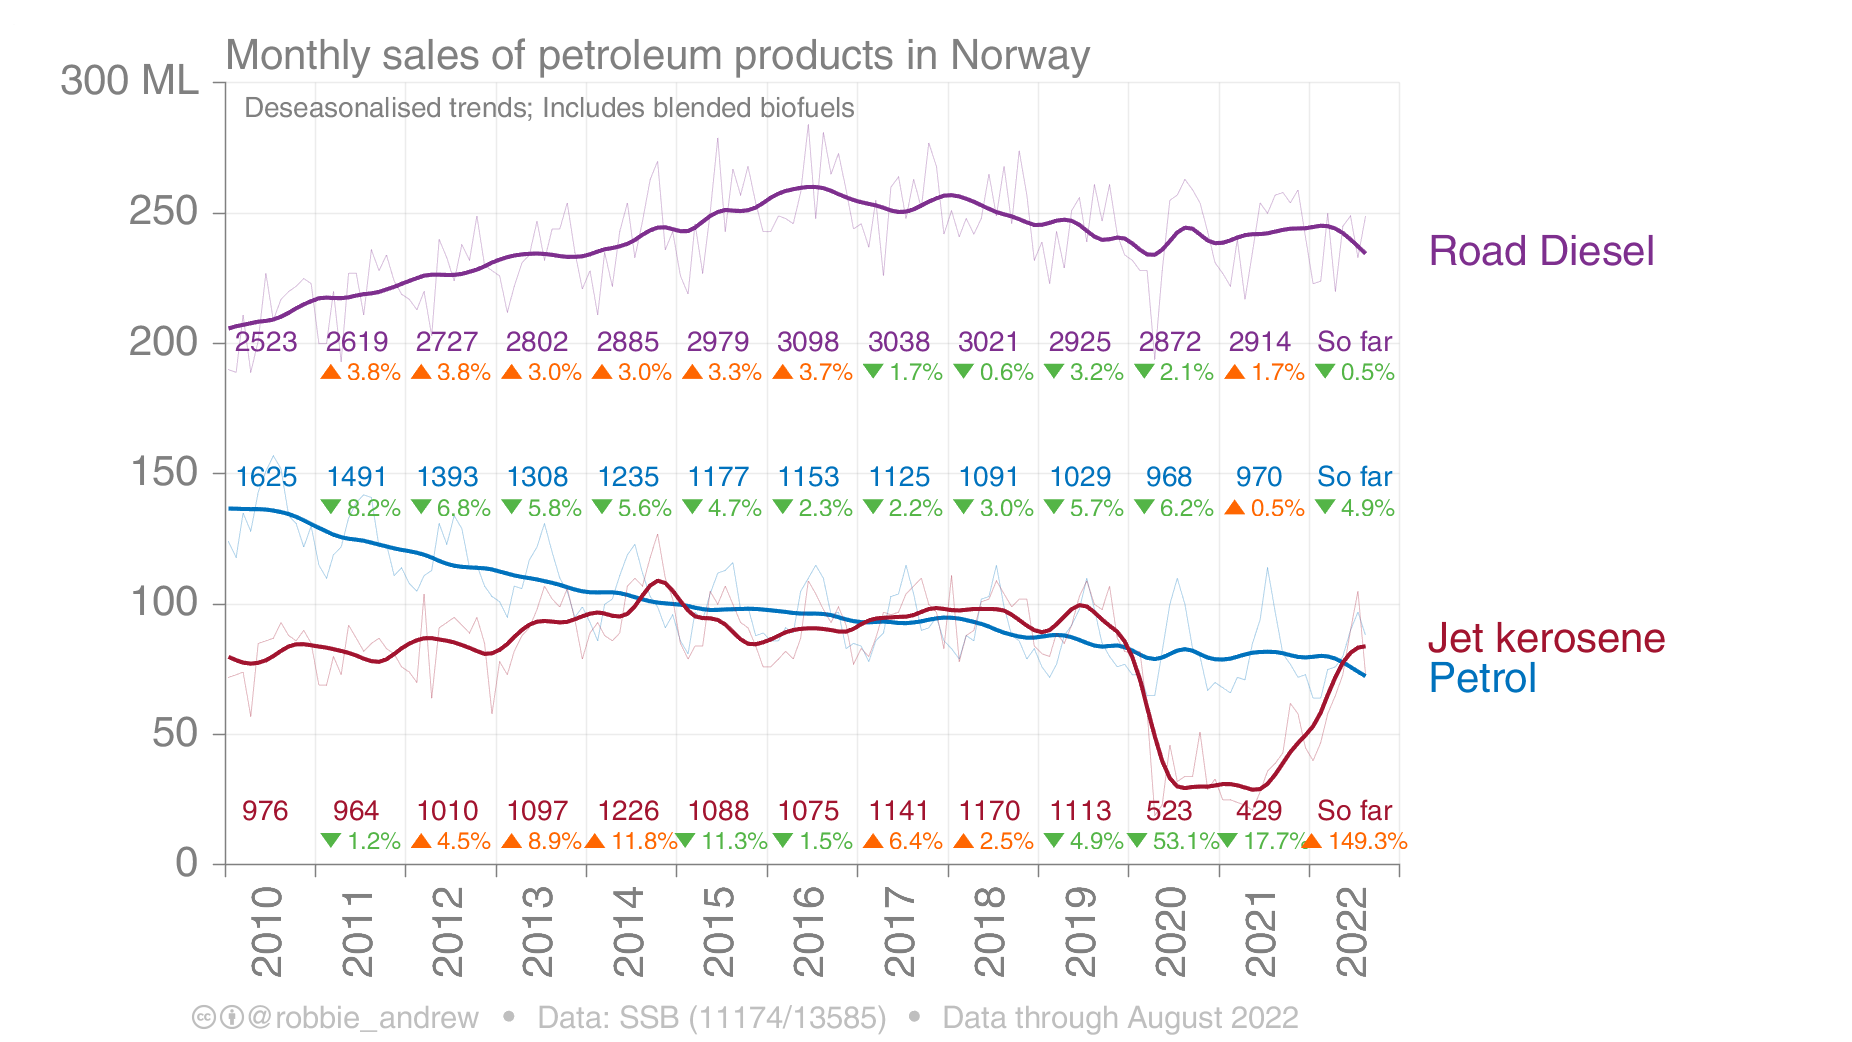 Monthly sales of petroleum products in Norway
300 ML
Deseasonalised trends; Includes blended biofuels
250
Road Diesel
200
2523 2619 2727 2802 2885 2979 3098 3038 3021 2925 2872 2914 So far
▲ 3.8% ▲ 3.8% ▲ 3.0% ▲ 3.0% ▲ 3.3% ▲ 3.7% ▼ 1.7% ▼ 0.6% ▼ 3.2% ▼ 2.1% ▲ 1.7% ▼ 0.5%
150
1625 1491 1393 1308 1235 1177 1153 1125 1091 1029 968 970 So far
▼ 8.2% ▼ 6.8% ▼ 5.8% ▼ 5.6% ▼ 4.7% ▼ 2.3% ▼ 2.2% ▼ 3.0% ▼ 5.7% ▼ 6.2% ▲ 0.5% ▼ 4.9%
100
Jet kerosene
Petrol
50
976 964 1010 1097 1226 1088 1075 1141 1170 1113 523 429 So far
▼ 1.2% ▲ 4.5% ▲ 8.9% ▲ 11.8% ▼ 11.3% ▼ 1.5% ▲ 6.4% ▲ 2.5% ▼ 4.9% ▼ 53.1% ▼ 17.7% ▲ 149.3%
0
2010 2011 2012 2013 2014 2015 2016 2017 2018 2019 2020 2021 2022
@robbie_andrew • Data: SSB (11174/13585) • Data through August 2022